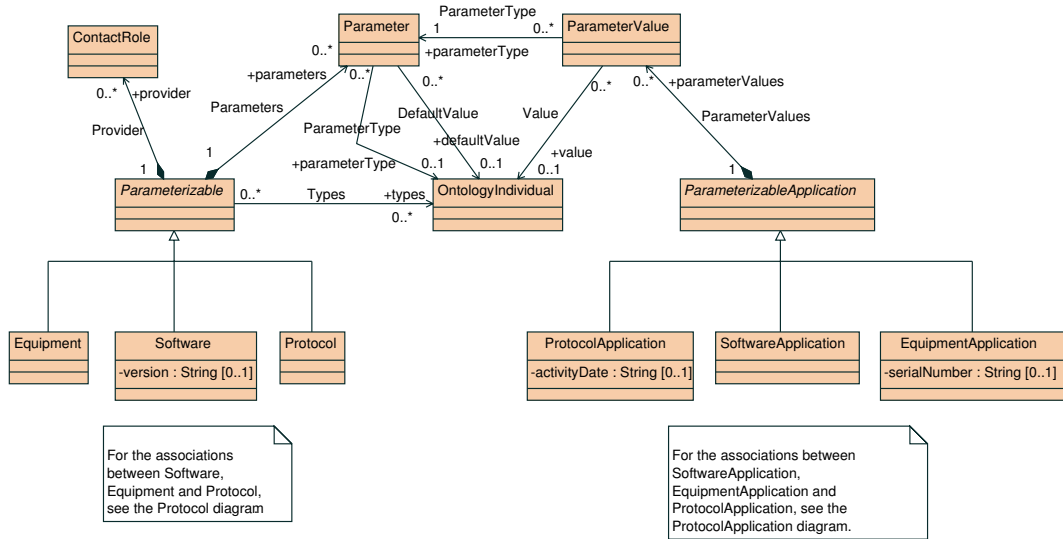 ParameterType
ContactRole
Parameter
1
0..*
ParameterValue
+parameterType
0..*
0..*
0..*
0..*
0..*
+parameters
+parameterValues
0..*
+provider
Parameters
DefaultValue
Value
ParameterValues
Provider
ParameterType
+defaultValue
1
+parameterType
+value
1
0..1
0..1
0..1
1
Parameterizable
0..*
Types
+types
0..*
OntologyIndividual
ParameterizableApplication
Equipment
Software
-version : String [0..1]
Protocol
ProtocolApplication
-activityDate : String [0..1]
SoftwareApplication
EquipmentApplication
-serialNumber : String [0..1]
For the associations
between Software,
Equipment and Protocol,
see the Protocol diagram
For the associations between
SoftwareApplication,
EquipmentApplication and
ProtocolApplication, see the
ProtocolApplication diagram.